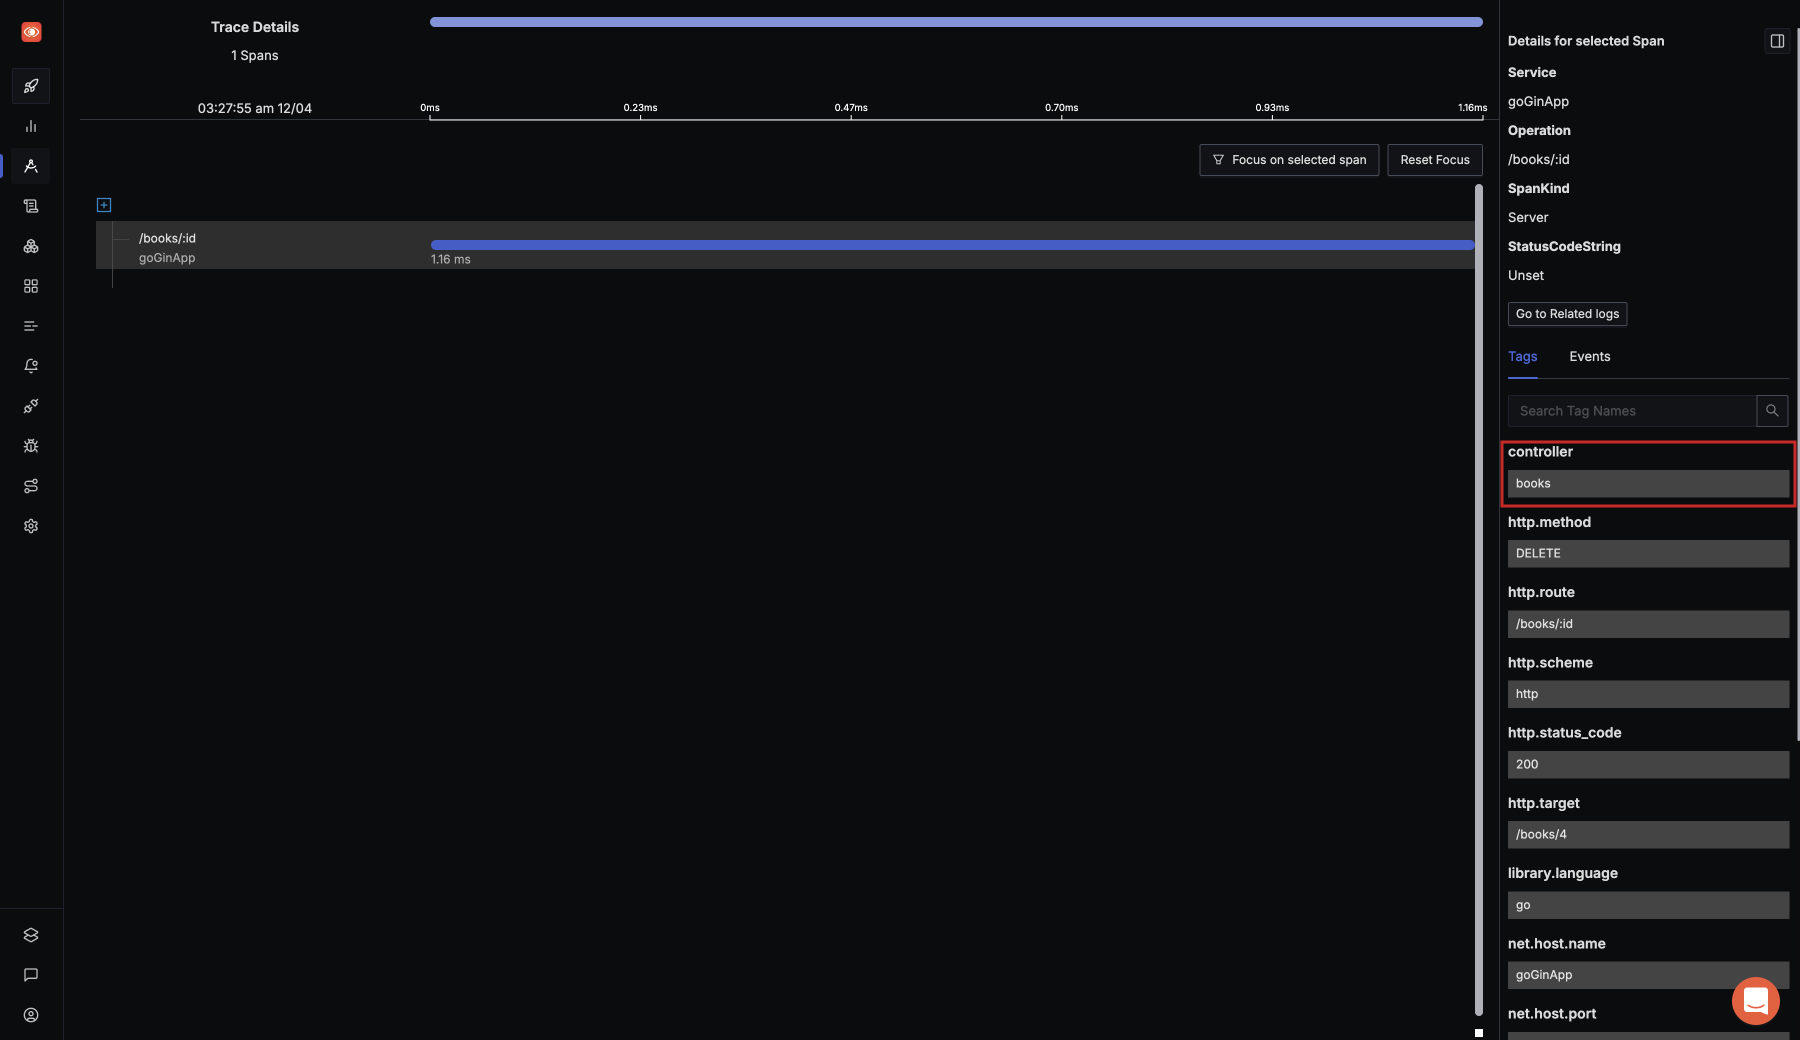 Trace Details
1 Spans
03:27:55 am 12/04
0ms
0.23ms
0.47ms
0.70ms
0.93ms
1.16ms
Focus on selected span
Reset Focus
/books/:id
goGinApp
1.16 ms
Details for selected Span
Service
goGinApp
Operation
/books/:id
SpanKind
Server
StatusCodeString
Unset
Go to Related logs
Tags
Events
Search Tag Names
controller
books
http.method
DELETE
http.route
/books/:id
http.scheme
http
http.status_code
200
http.target
/books/4
library.language
go
net.host.name
goGinApp
net.host.port